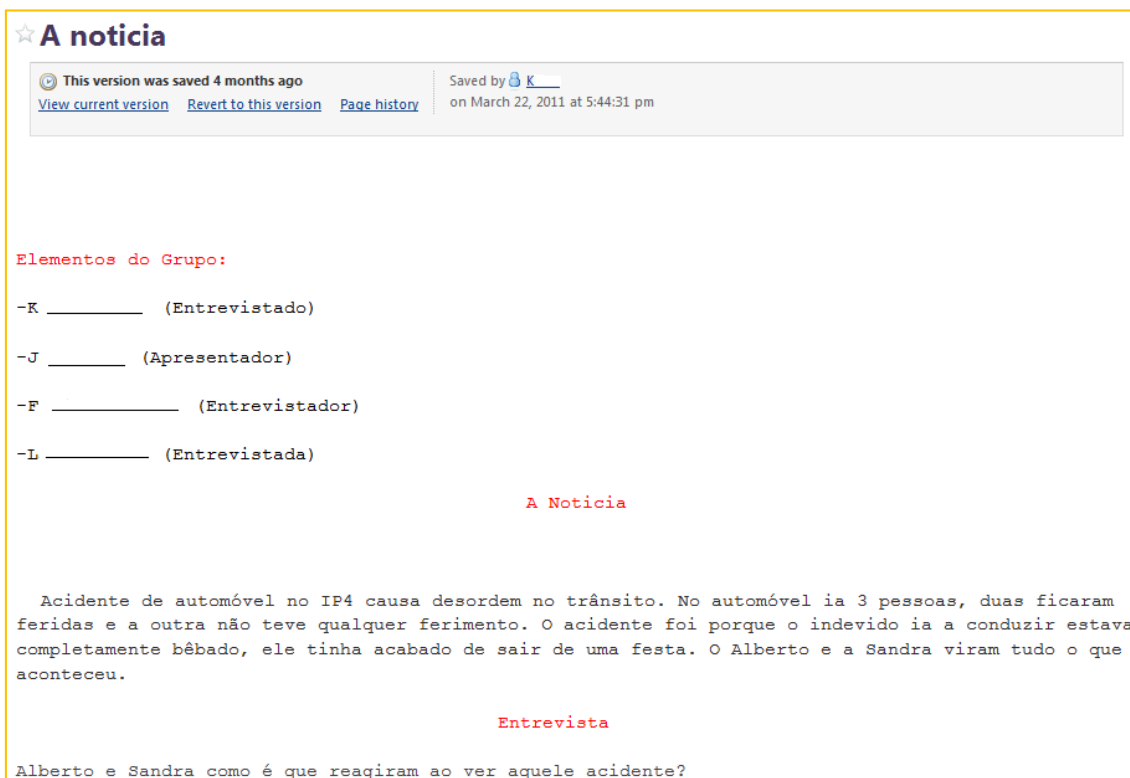 A noticia
This version was saved 4 months ago
View current version Revert to this version Page history
Saved by K
on March 22, 2011 at 5:44:31 pm
Elementos do Grupo:
-K (Entrevistado)
-J (Apresentador)
-F (Entrevistador)
-L (Entrevistada)
A Noticia
Acidente de automóvel no IP4 causa desordem no trânsito. No automóvel ia 3 pessoas, duas ficaram
feridas e a outra não teve qualquer ferimento. O acidente foi porque o indevido ia a conduzir estava
completamente bêbado, ele tinha acabado de sair de uma festa. O Alberto e a Sandra viram tudo o que
aconteceu.
Entrevista
Alberto e Sandra como é que reagiram ao ver aquele acidente?